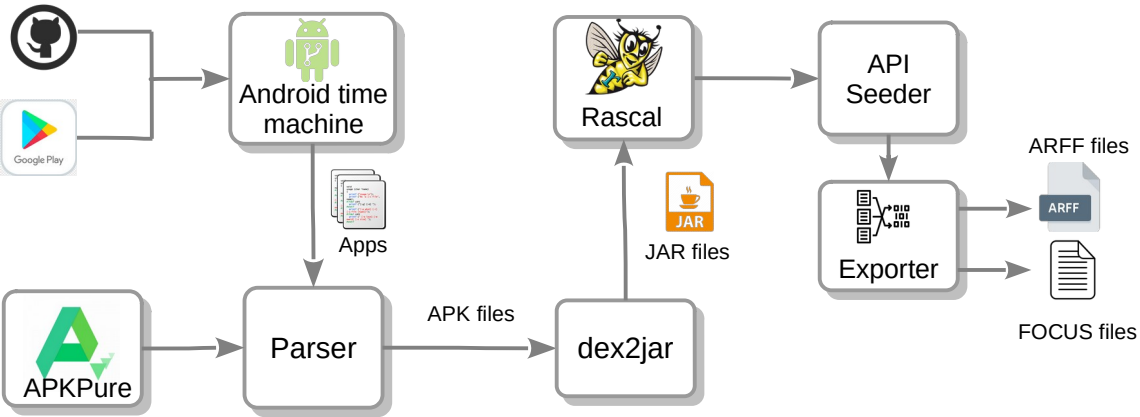 Google Play
Android time
machine
Apps
APKPure
Parser
APK files
dex2jar
JAR
JAR files
Rascal
API
Seeder
Exporter
ARFF files
ARFF
FOCUS files